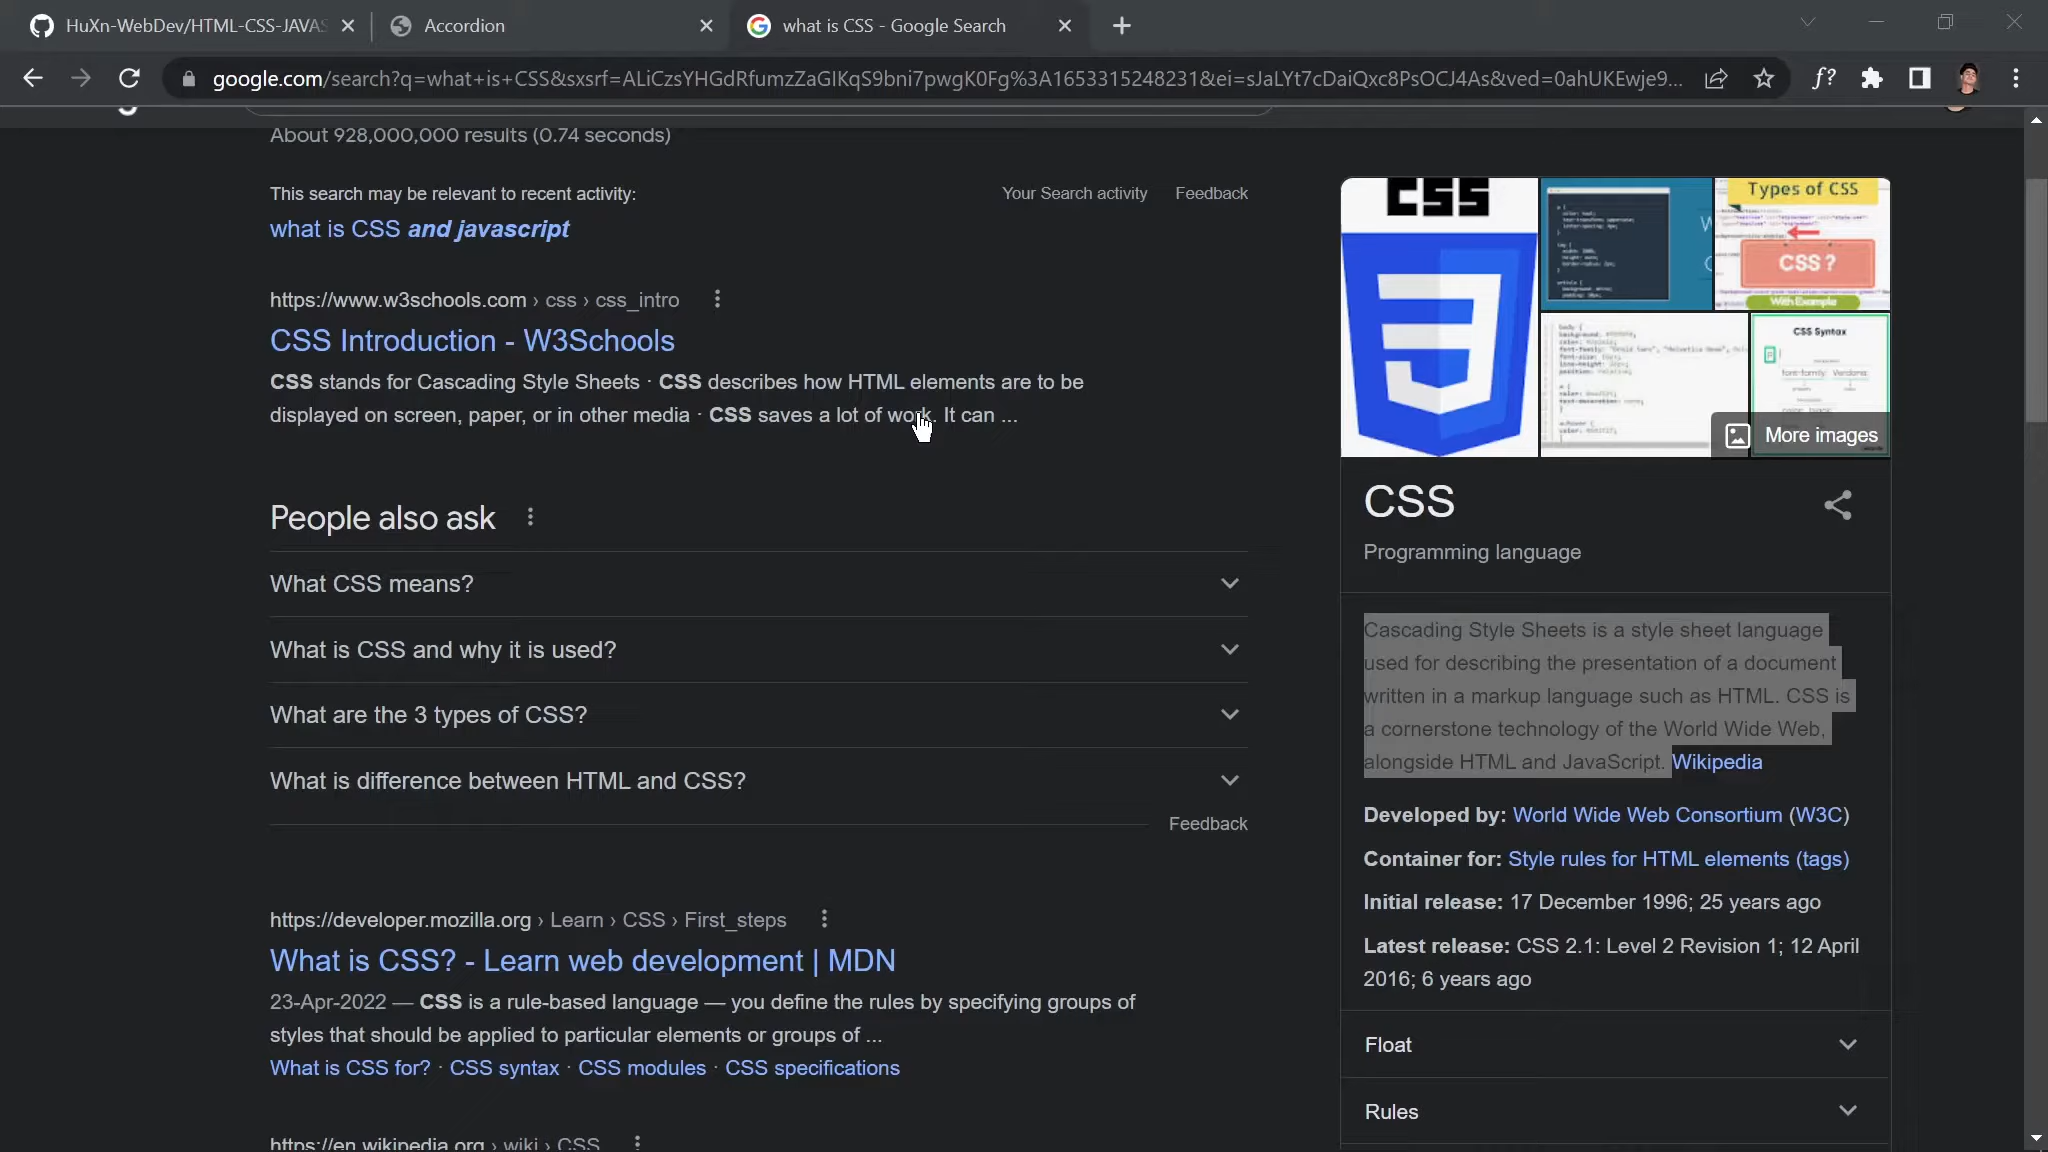 HuXn-WebDev/HTML-CSS-JAVAS
Accordion
what is CSS - Google Search
google.com/search?q=what+is+CSS&sxsrf=ALiCzsYHGdRfumzZaGIKqS9bni7pwgK0Fg%3A1653315248231&ei=sJaLYt7cDaiQxc8PsOCJ4As&ved=0ahUKEwje9...
f?
About 928,000,000 results (0.74 seconds)
This search may be relevant to recent activity:
Your Search activity
Feedback
what is CSS and javascript
https://www.w3schools.com › css › css_intro
CSS Introduction - W3Schools
CSS stands for Cascading Style Sheets · CSS describes how HTML elements are to be
displayed on screen, paper, or in other media · CSS saves a lot of work. It can ...
People also ask
What CSS means?
What is CSS and why it is used?
What are the 3 types of CSS?
What is difference between HTML and CSS?
Feedback
https://developer.mozilla.org › Learn › CSS › First_steps
What is CSS? - Learn web development | MDN
23-Apr-2022 — CSS is a rule-based language — you define the rules by specifying groups of
styles that should be applied to particular elements or groups of ...
What is CSS for? · CSS syntax · CSS modules · CSS specifications
https://en.wikipedia.org › wiki › CSS
CSS
Types of CSS
CSS ?
With Example
CSS Syntax
font-family: Verdana;
More images
CSS
Programming language
Cascading Style Sheets is a style sheet language
used for describing the presentation of a document
written in a markup language such as HTML. CSS is
a cornerstone technology of the World Wide Web,
alongside HTML and JavaScript. Wikipedia
Developed by: World Wide Web Consortium (W3C)
Container for: Style rules for HTML elements (tags)
Initial release: 17 December 1996; 25 years ago
Latest release: CSS 2.1: Level 2 Revision 1; 12 April
2016; 6 years ago
Float
Rules